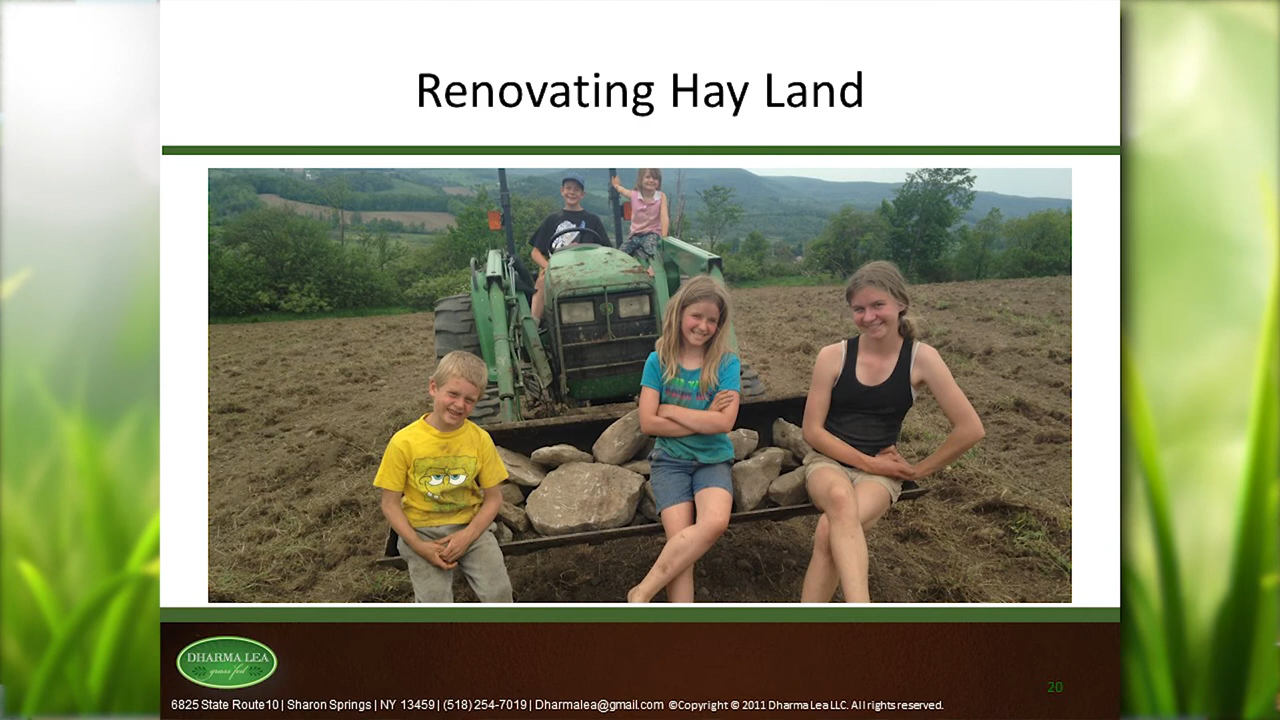 Renovating Hay Land
DHARMA LEA
grass fed
20
6825 State Route10 | Sharon Springs | NY 13459 | (518) 254-7019 | Dharmalea@gmail.com ©Copyright © 2011 Dharma Lea LLC. All rights reserved.